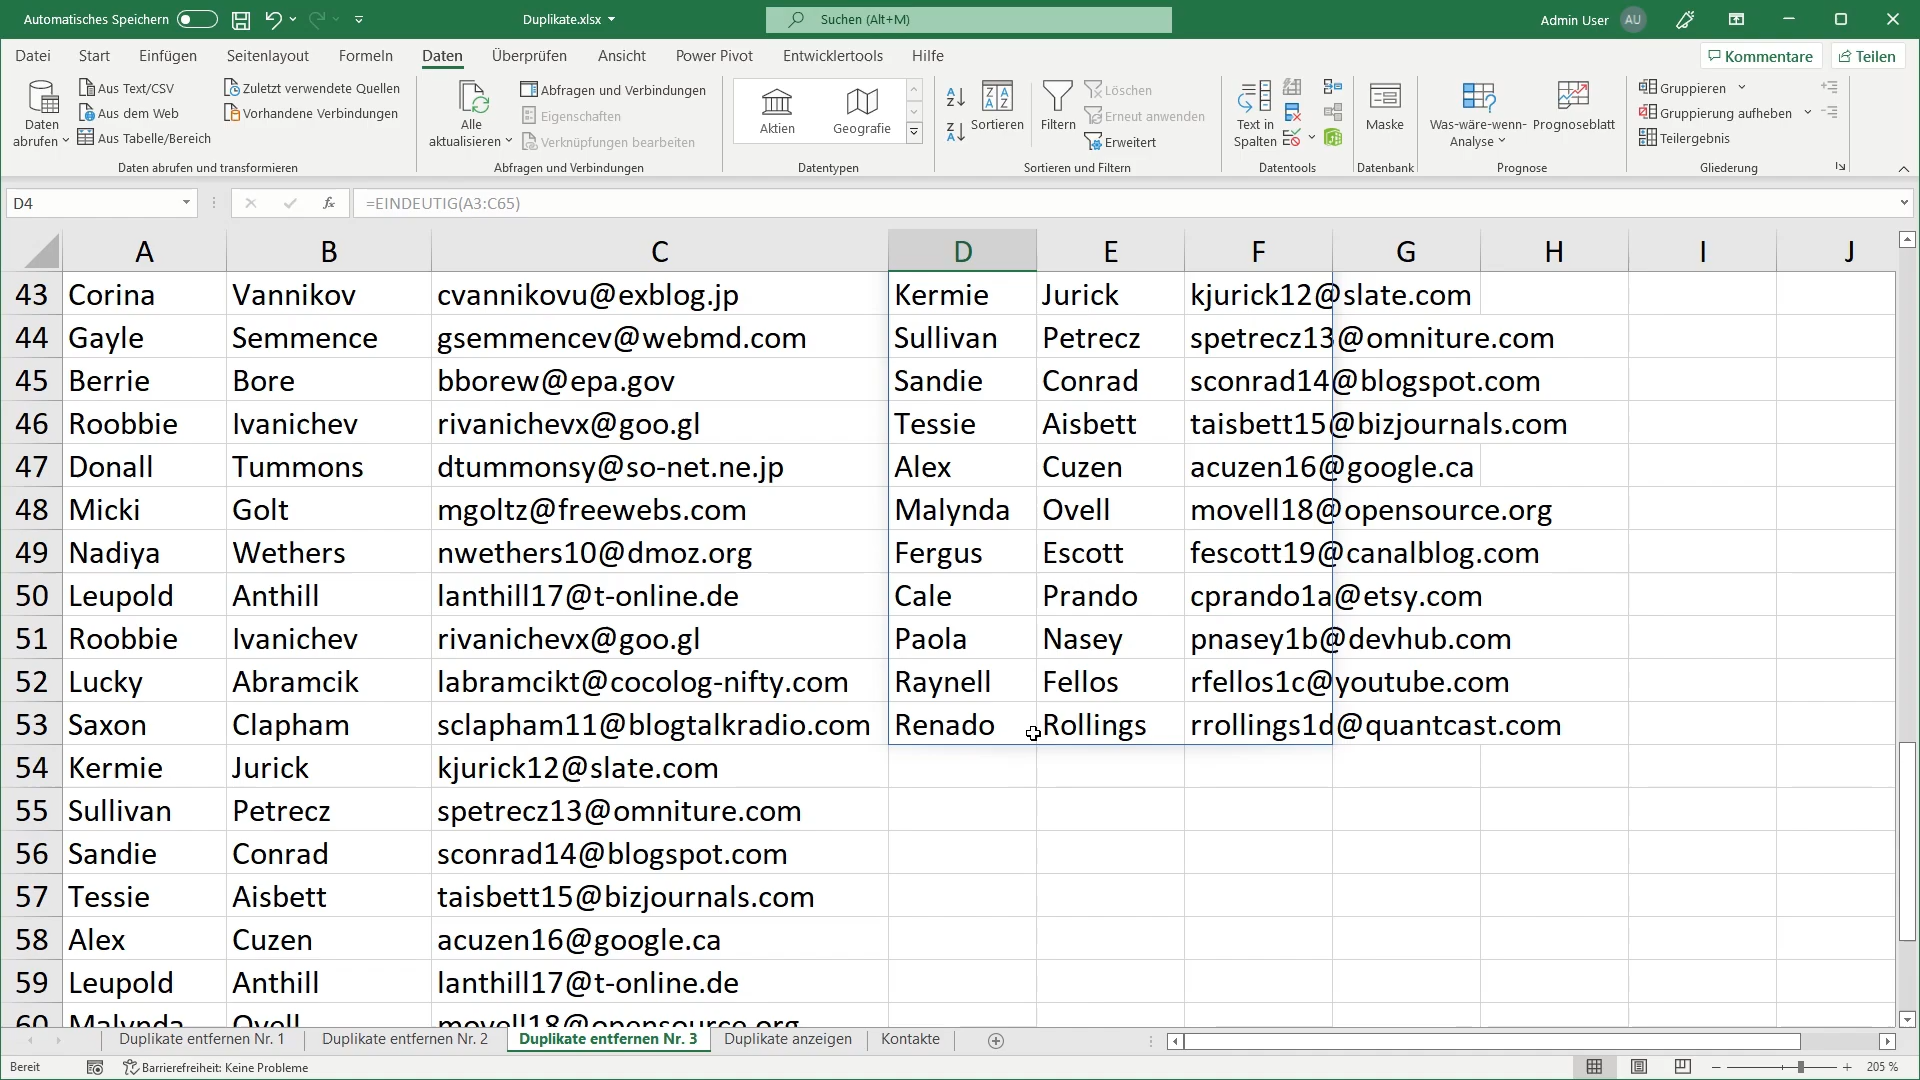 Automatisches Speichern
Duplikate.xlsx
Suchen (Alt+M)
Admin User AU
Datei Start Einfügen Seitenlayout Formeln Daten Überprüfen Ansicht Power Pivot Entwicklertools Hilfe Kommentare Teilen
Daten abrufen
Aus Text/CSV
Aus dem Web
Aus Tabelle/Bereich
Zuletzt verwendete Quellen
Vorhandene Verbindungen
Alle aktualisieren
Abfragen und Verbindungen
Eigenschaften
Verknüpfungen bearbeiten
Aktien
Geografie
Sortieren
Filtern
Löschen
Erneut anwenden
Erweitert
Text in Spalten
Maske
Was-wäre-wenn-Analyse
Prognoseblatt
Gruppieren
Gruppierung aufheben
Teilergebnis
Daten abrufen und transformieren Abfragen und Verbindungen Datentypen Sortieren und Filtern Datentools Datenbank Prognose Gliederung
D4 fx =EINDEUTIG(A3:C65)
A B C D E F G H I J
43 Corina Vannikov cvannikovu@exblog.jp Kermie Jurick kjurick12@slate.com
44 Gayle Semmence gsemmencev@webmd.com Sullivan Petrecz spetrecz13@omniture.com
45 Berrie Bore bborew@epa.gov Sandie Conrad sconrad14@blogspot.com
46 Roobbie Ivanichev rivanichevx@goo.gl Tessie Aisbett taisbett15@bizjournals.com
47 Donall Tummons dtummonsy@so-net.ne.jp Alex Cuzen acuzen16@google.ca
48 Micki Golt mgoltz@freewebs.com Malynda Ovell movell18@opensource.org
49 Nadiya Wethers nwethers10@dmoz.org Fergus Escott fescott19@canalblog.com
50 Leupold Anthill lanthill17@t-online.de Cale Prando cprando1a@etsy.com
51 Roobbie Ivanichev rivanichevx@goo.gl Paola Nasey pnasey1b@devhub.com
52 Lucky Abramcik labramcikt@cocolog-nifty.com Raynell Fellos rfellos1c@youtube.com
53 Saxon Clapham sclapham11@blogtalkradio.com Renado Rollings rrollings1d@quantcast.com
54 Kermie Jurick kjurick12@slate.com
55 Sullivan Petrecz spetrecz13@omniture.com
56 Sandie Conrad sconrad14@blogspot.com
57 Tessie Aisbett taisbett15@bizjournals.com
58 Alex Cuzen acuzen16@google.ca
59 Leupold Anthill lanthill17@t-online.de
60 Malynda Ovell movell18@opensource.org
Duplikate entfernen Nr. 1 Duplikate entfernen Nr. 2 Duplikate entfernen Nr. 3 Duplikate anzeigen Kontakte
Bereit Barrierefreiheit: Keine Probleme 205 %